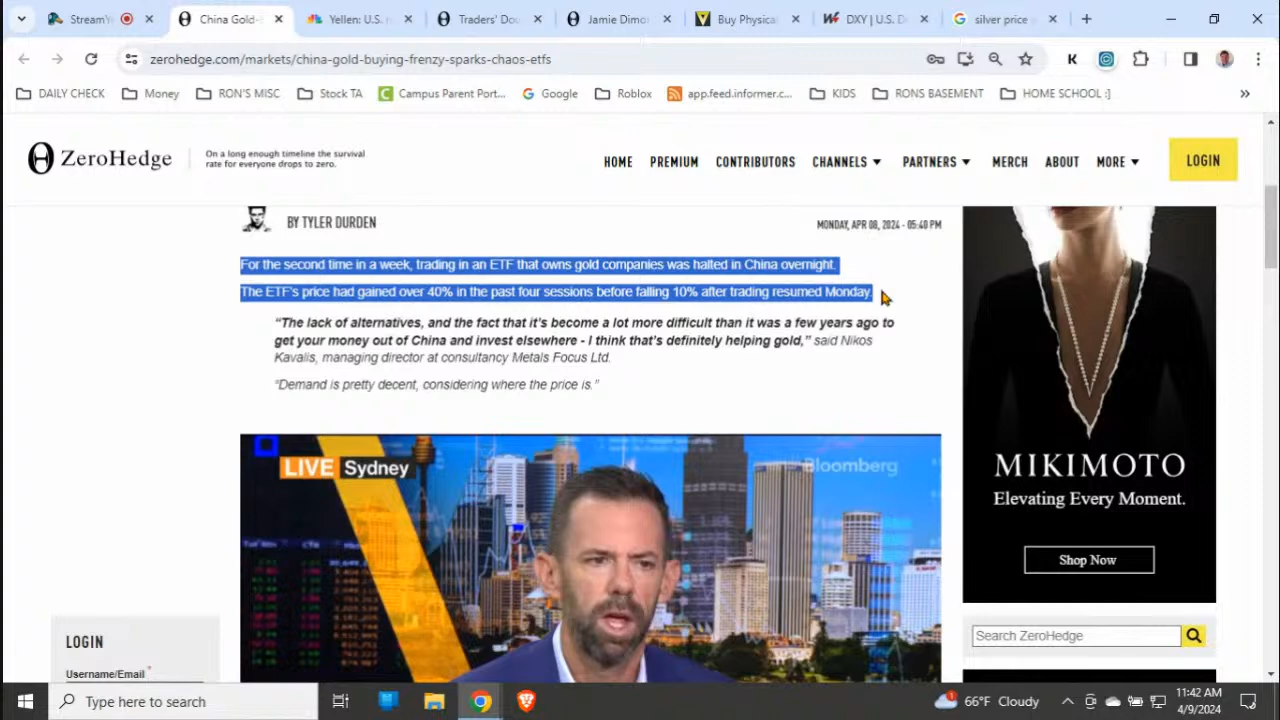 StreamY
China Gold-
Yellen: U.S. r
Traders' Dou
Jamie Dimo
Buy Physica
DXY | U.S. D
silver price
zerohedge.com/markets/china-gold-buying-frenzy-sparks-chaos-etfs
DAILY CHECK
Money
RON'S MISC
Stock TA
Campus Parent Port...
Google
Roblox
app.feed.informer.c...
KIDS
RONS BASEMENT
HOME SCHOOL :]
ZeroHedge
On a long enough timeline the survival
rate for everyone drops to zero.
HOME
PREMIUM
CONTRIBUTORS
CHANNELS
PARTNERS
MERCH
ABOUT
MORE
LOGIN
BY TYLER DURDEN
MONDAY, APR 08, 2024 - 05:40 PM
For the second time in a week, trading in an ETF that owns gold companies was halted in China overnight.
The ETF's price had gained over 40% in the past four sessions before falling 10% after trading resumed Monday.
“The lack of alternatives, and the fact that it’s become a lot more difficult than it was a few years ago to
get your money out of China and invest elsewhere - I think that’s definitely helping gold,” said Nikos
Kavalis, managing director at consultancy Metals Focus Ltd.
“Demand is pretty decent, considering where the price is.”
LIVE Sydney
Bloomberg
MIKIMOTO
Elevating Every Moment.
Shop Now
Search ZeroHedge
LOGIN
Username/Email *
Type here to search
66°F Cloudy
11:42 AM
4/9/2024